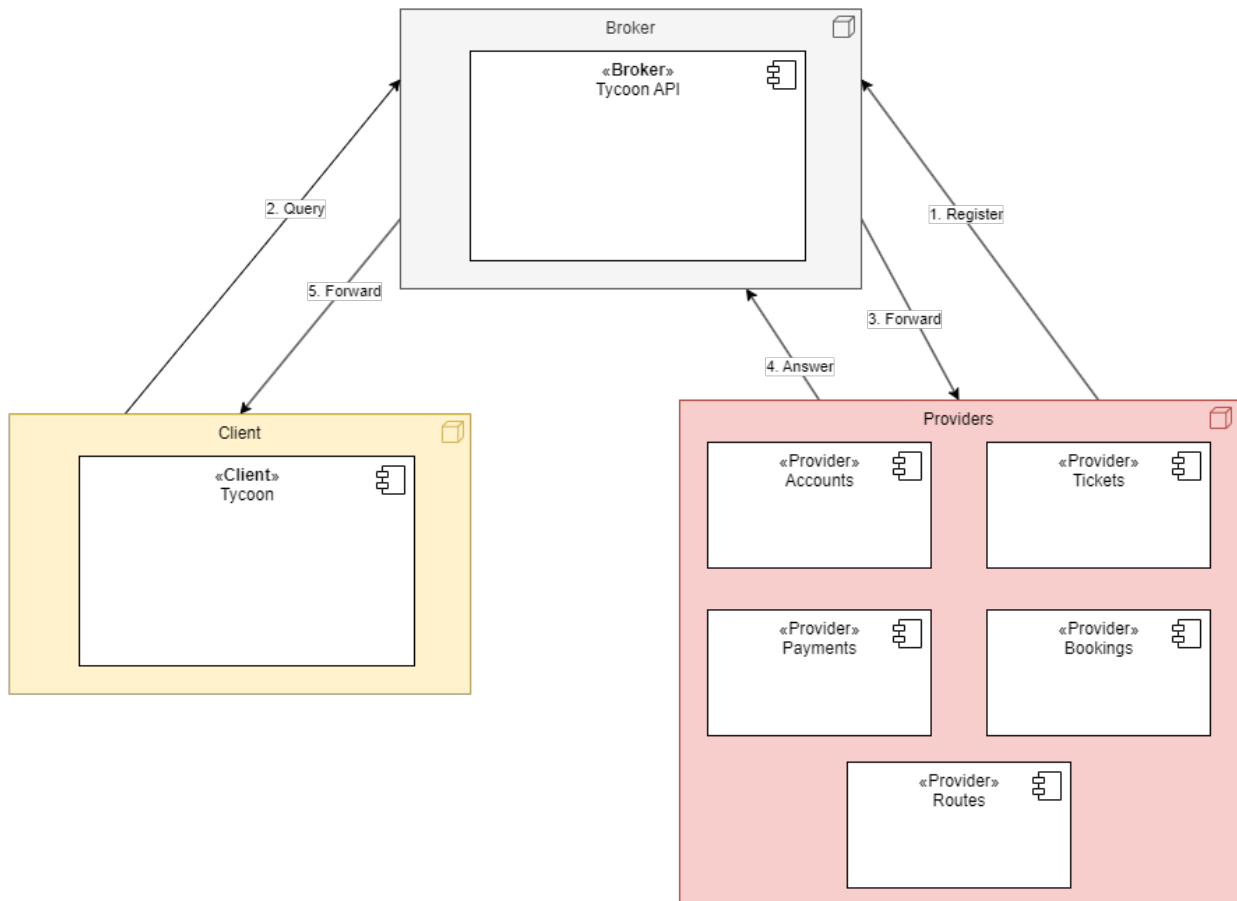 Broker
«Broker»
Tycoon API
2. Query
1. Register
5. Forward
3. Forward
4. Answer
Client
«Client»
Tycoon
Providers
«Provider»
Accounts
«Provider»
Tickets
«Provider»
Payments
«Provider»
Bookings
«Provider»
Routes